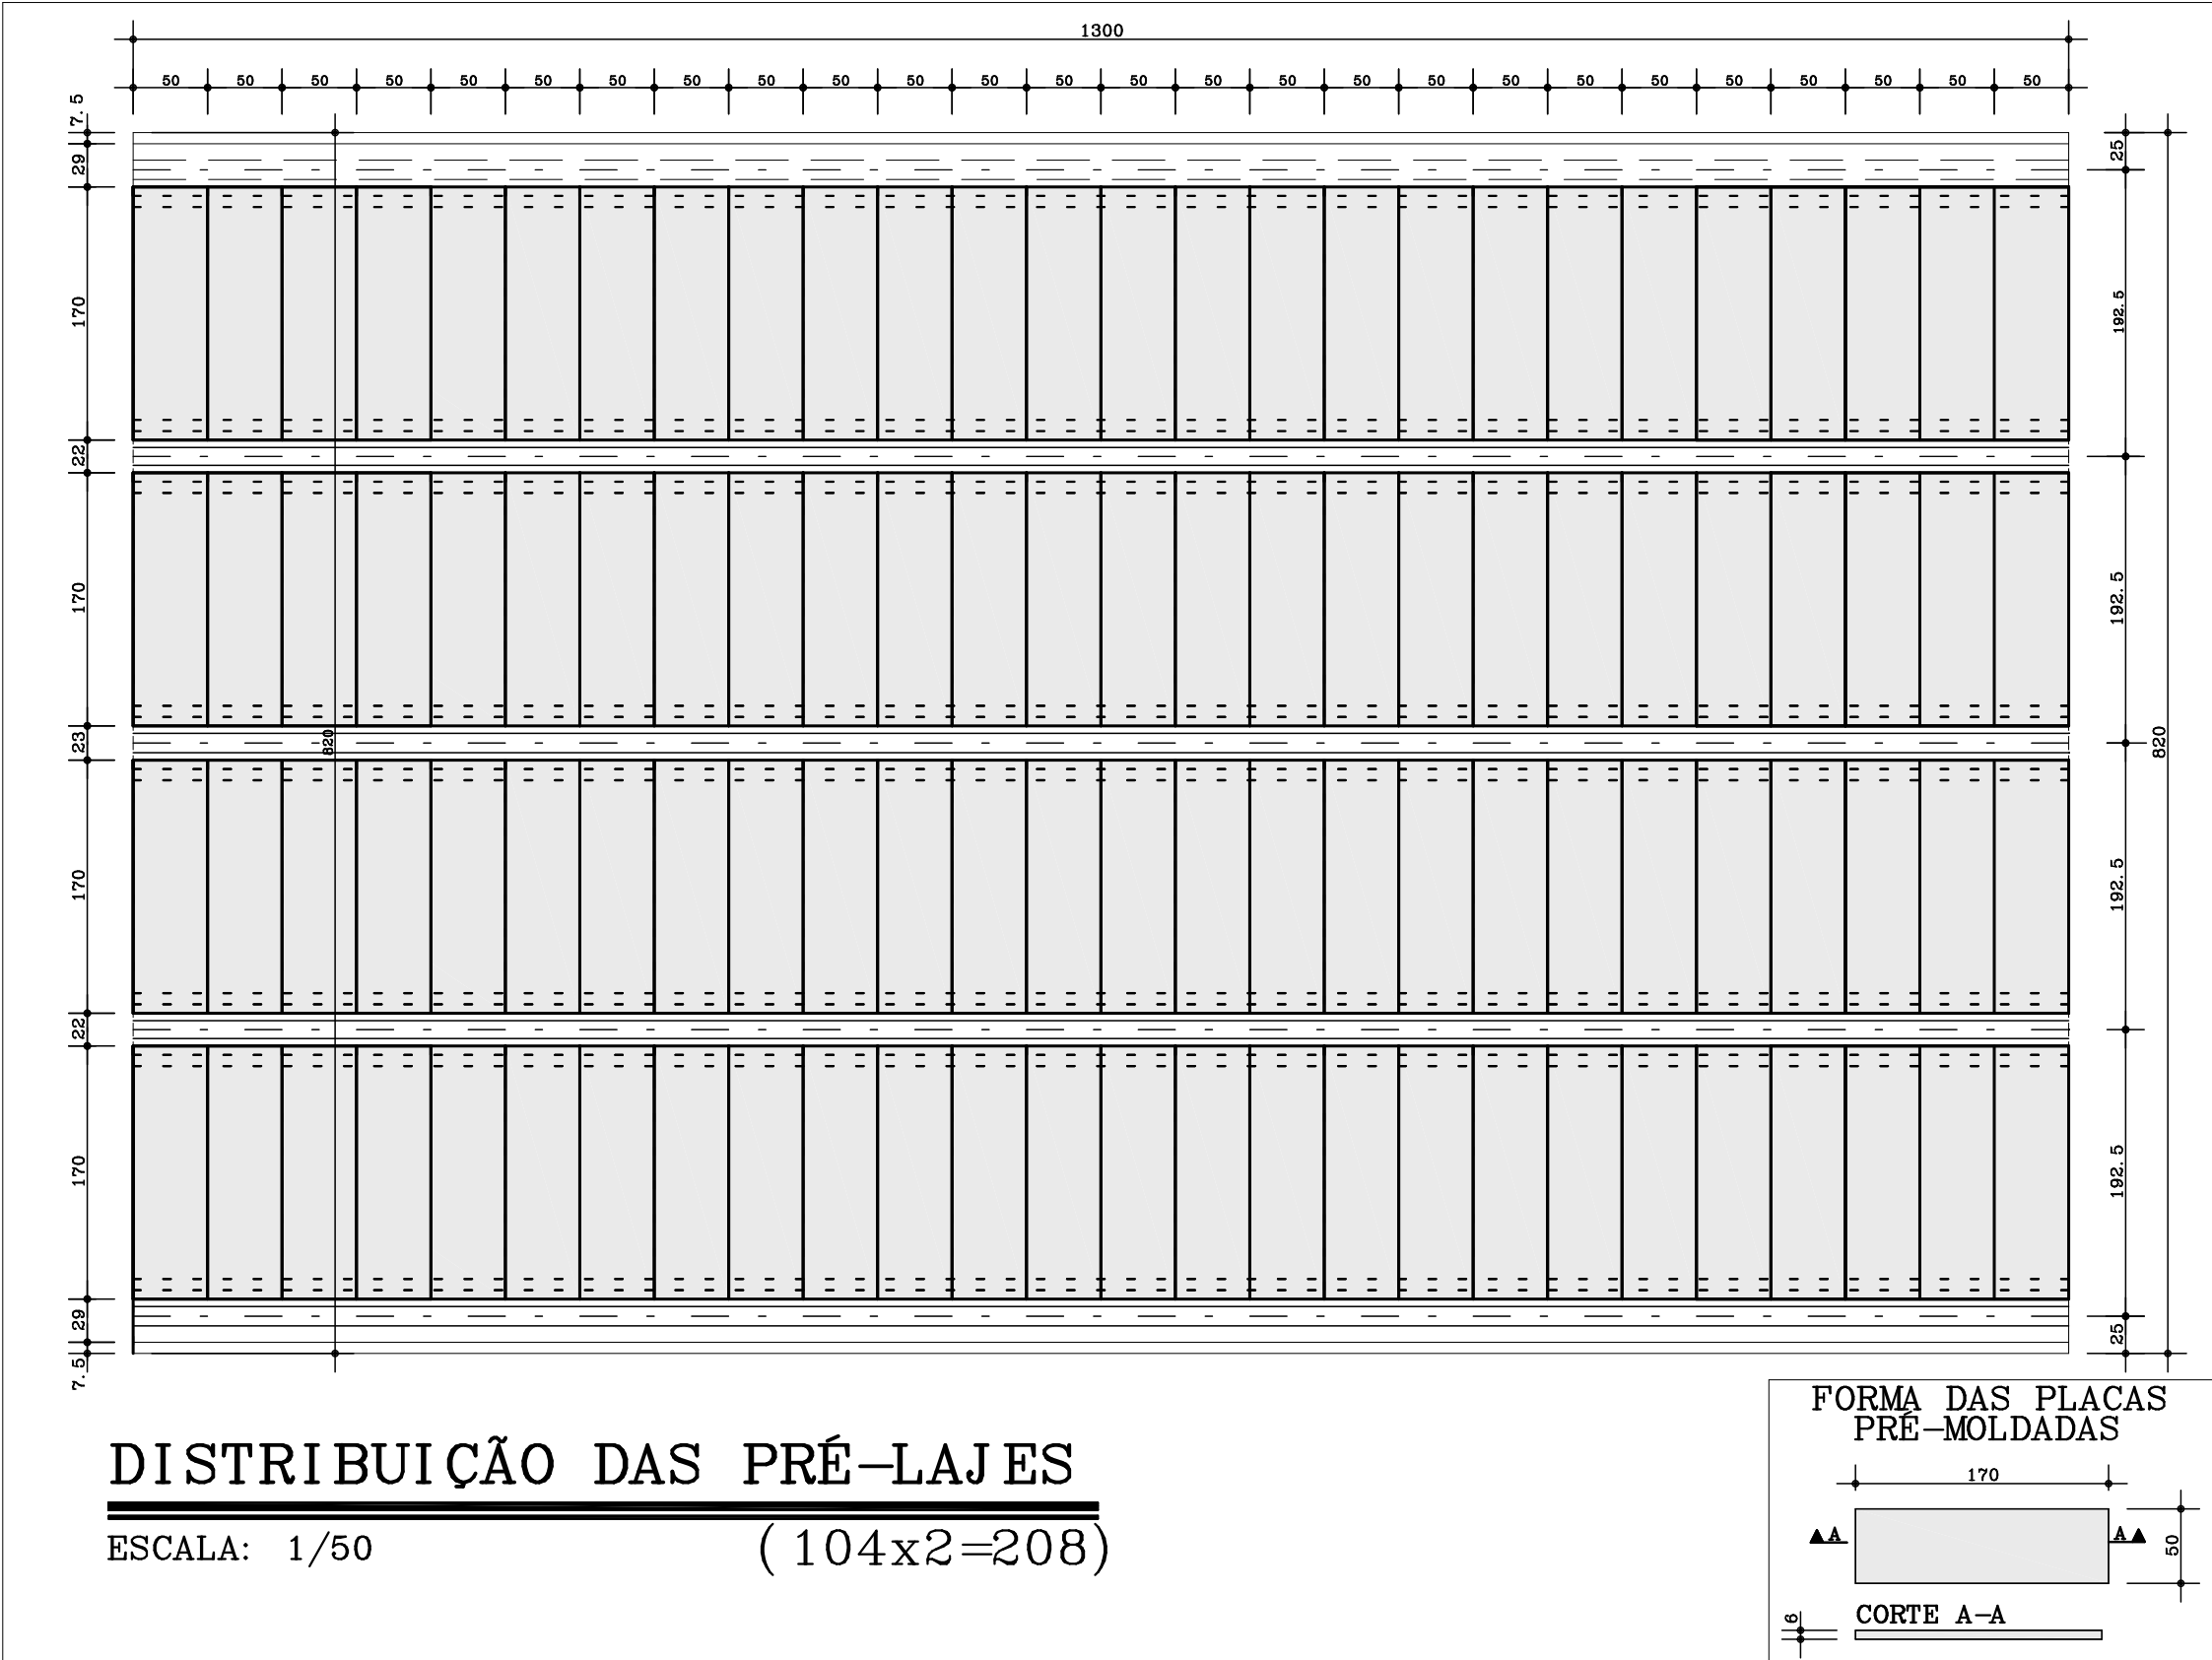 1300
50 50 50 50 50 50 50 50 50 50 50 50 50 50 50 50 50 50 50 50 50 50 50 50 50 50
7.5
29
170
22
170
23
170
22
170
29
7.5
820
25
192.5
192.5
192.5
192.5
25
820
DISTRIBUIÇÃO DAS PRÉ-LAJES
ESCALA: 1/50
(104x2=208)
FORMA DAS PLACAS
PRÉ-MOLDADAS
170
A A
50
CORTE A-A
6